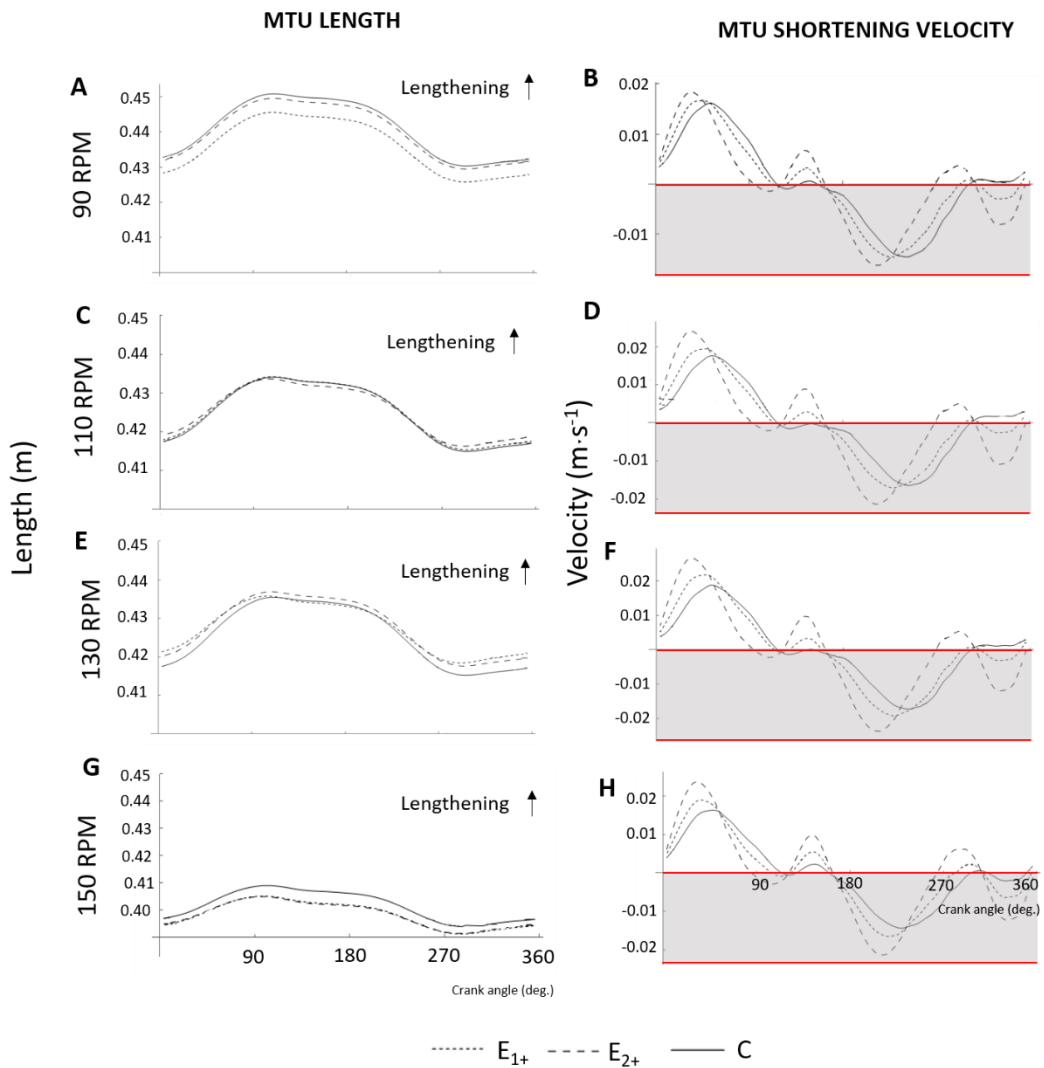 MTU LENGTH
MTU SHORTENING VELOCITY
A
Lengthening
0.45
0.44
0.43
0.42
0.41
90 RPM
B
0.02
0.01
-0.01
C
Lengthening
0.45
0.44
0.43
0.42
0.41
110 RPM
D
0.02
0.01
-0.01
-0.02
Length (m)
Velocity (m·s⁻¹)
E
Lengthening
0.45
0.44
0.43
0.42
0.41
130 RPM
F
0.02
0.01
-0.01
-0.02
G
Lengthening
0.45
0.44
0.43
0.42
0.41
0.40
150 RPM
90
180
270
360
Crank angle (deg.)
H
0.02
0.01
-0.01
-0.02
90
180
270
360
Crank angle (deg.)
E₁₊ E₂₊ C